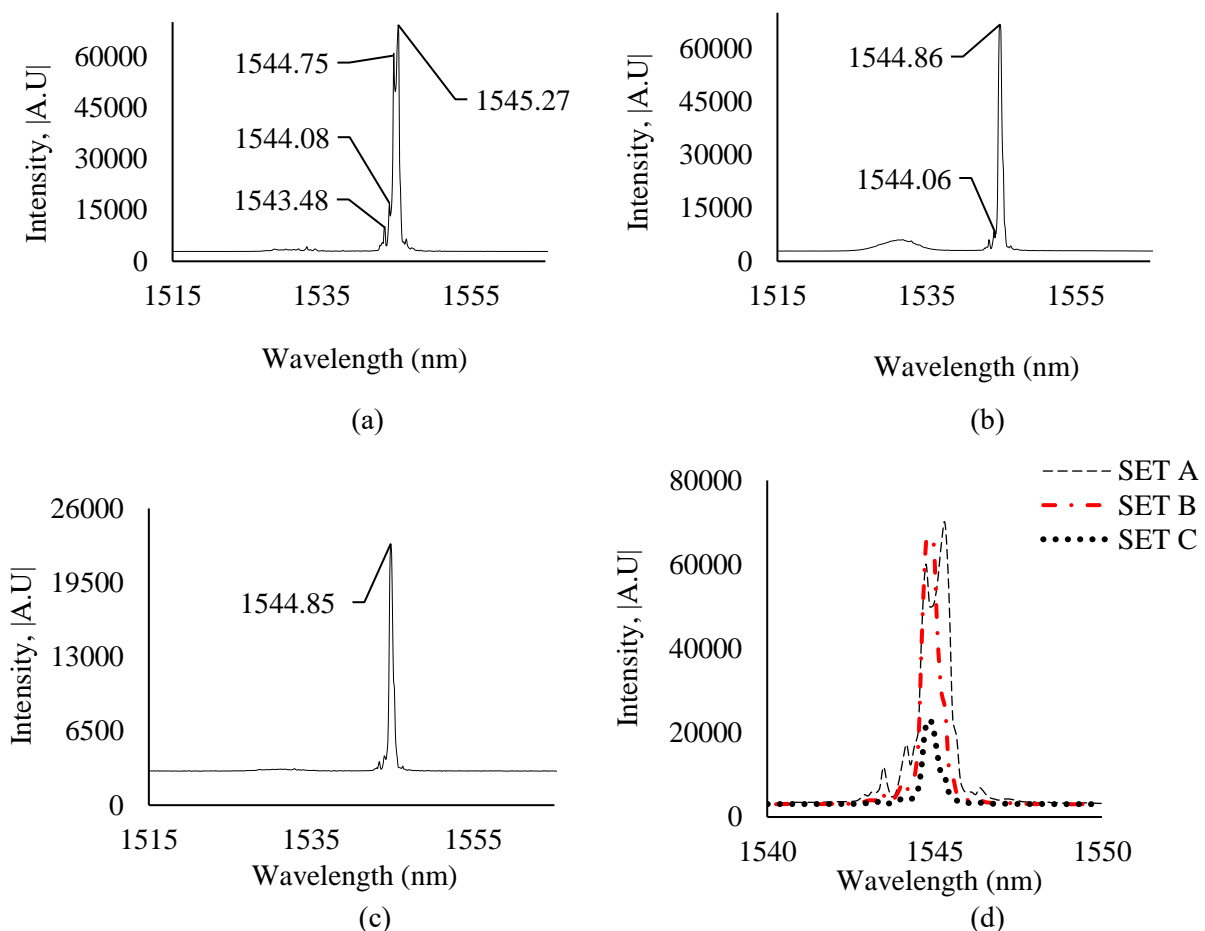 Intensity, |A.U|
60000
45000
30000
15000
0
1544.75
1545.27
1544.08
1543.48
1515 1535 1555
Wavelength (nm)
(a)
Intensity, |A.U|
60000
45000
30000
15000
0
1544.86
1544.06
1515 1535 1555
Wavelength (nm)
(b)
Intensity, |A.U|
26000
19500
13000
6500
0
1544.85
1515 1535 1555
Wavelength (nm)
(c)
Intensity, |A.U|
80000
60000
40000
20000
0
SET A
SET B
SET C
1540 1545 1550
Wavelength (nm)
(d)